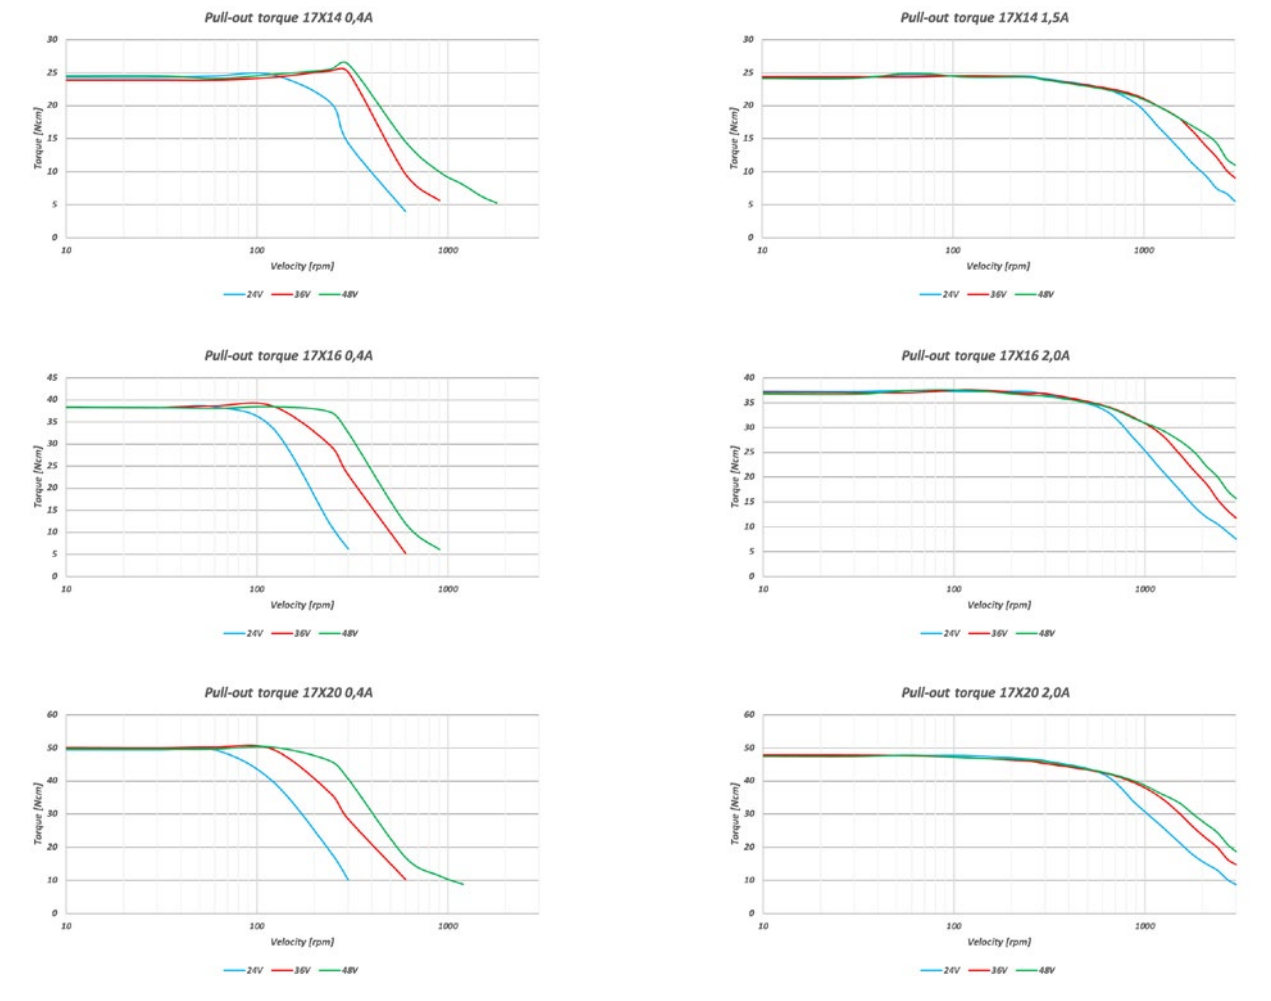 Pull-out torque 17X14 0,4A
30
25
20
15
10
5
0
Torque [Ncm]
10 100 1000
Velocity [rpm]
24V 36V 48V
Pull-out torque 17X14 1,5A
30
25
20
15
10
5
0
Torque [Ncm]
10 100 1000
Velocity [rpm]
24V 36V 48V
Pull-out torque 17X16 0,4A
45
40
35
30
25
20
15
10
5
0
Torque [Ncm]
10 100 1000
Velocity [rpm]
24V 36V 48V
Pull-out torque 17X16 2,0A
40
35
30
25
20
15
10
5
0
Torque [Ncm]
10 100 1000
Velocity [rpm]
24V 36V 48V
Pull-out torque 17X20 0,4A
60
50
40
30
20
10
0
Torque [Ncm]
10 100 1000
Velocity [rpm]
24V 36V 48V
Pull-out torque 17X20 2,0A
60
50
40
30
20
10
0
Torque [Ncm]
10 100 1000
Velocity [rpm]
24V 36V 48V